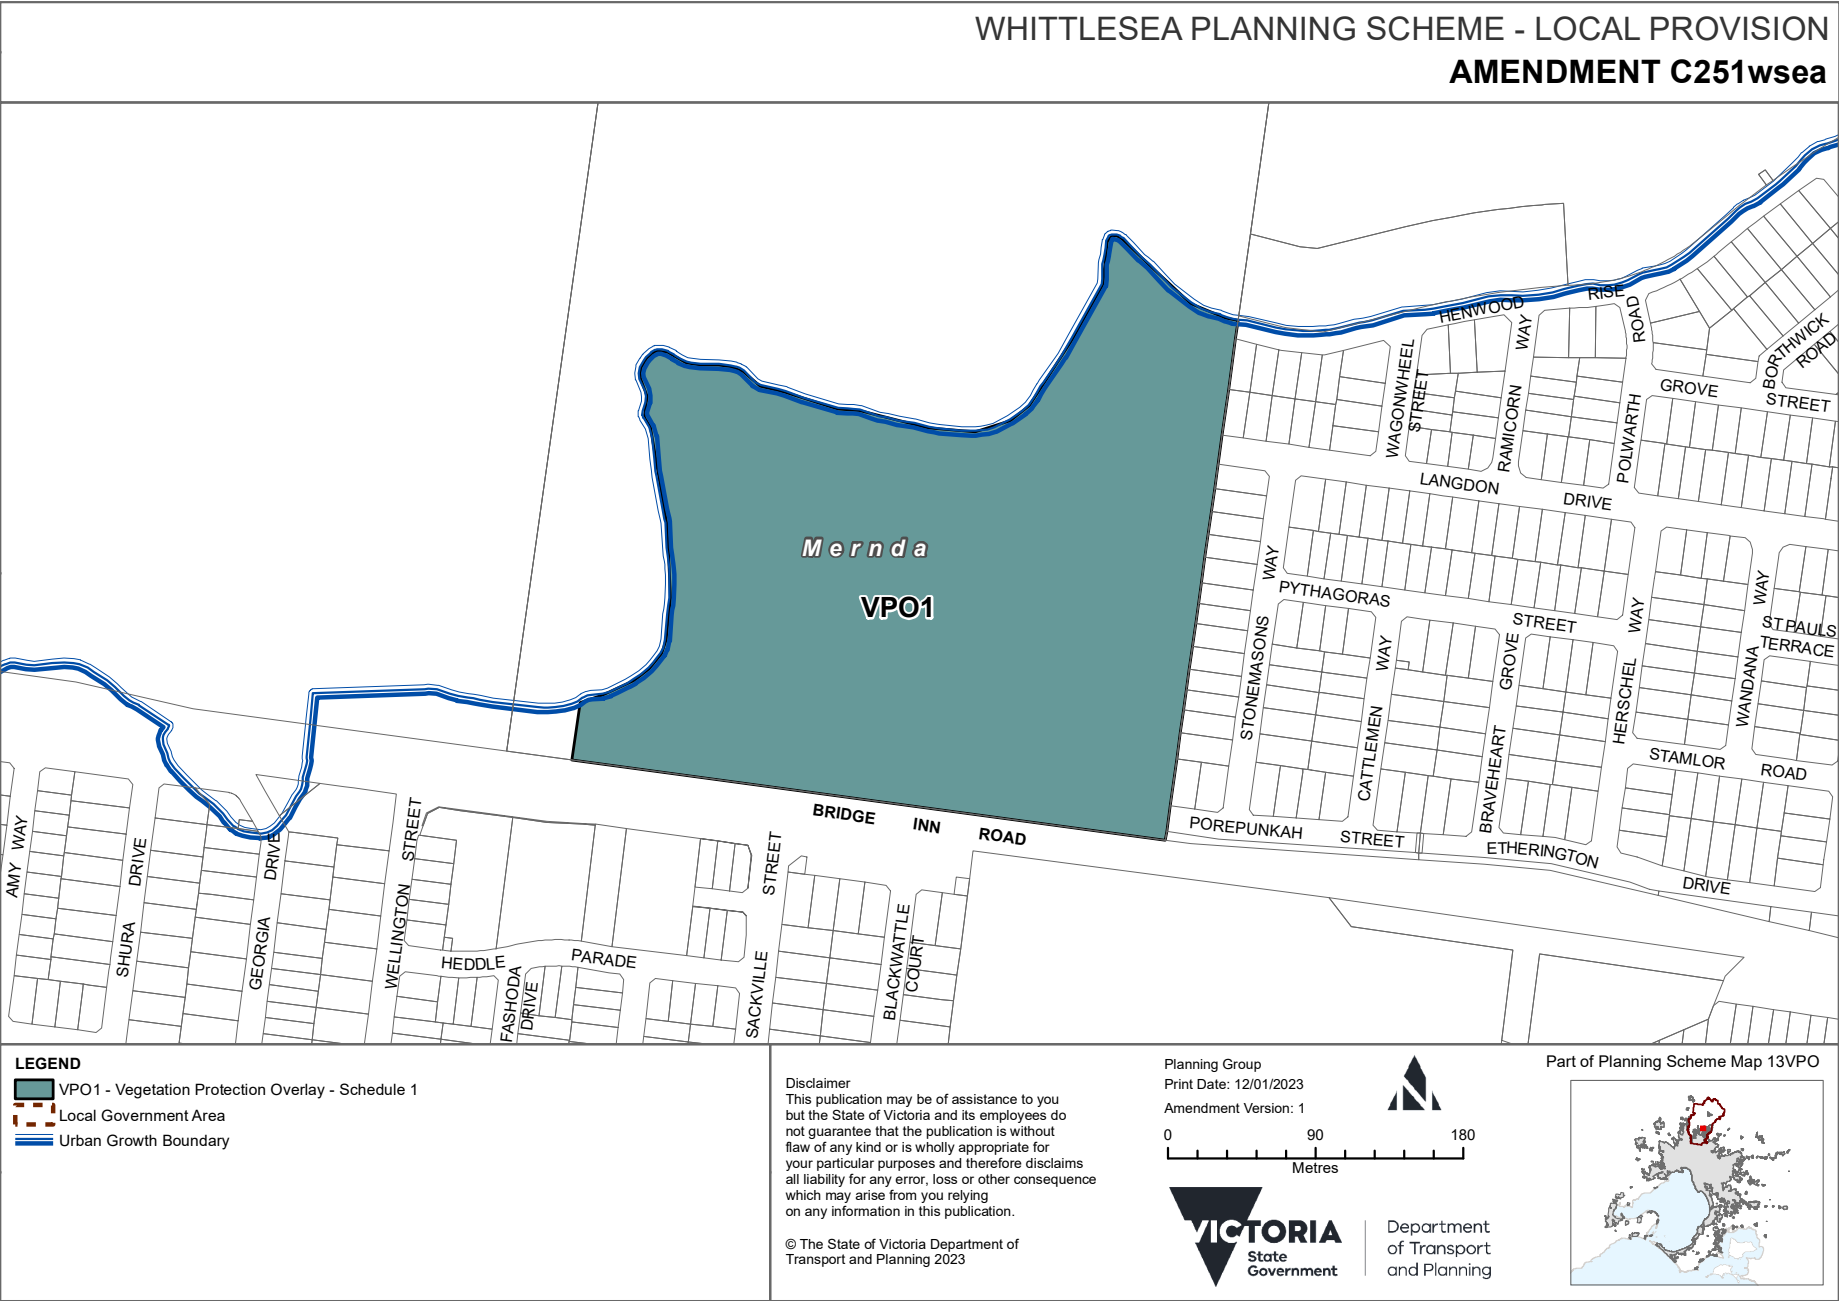 WHITTLESEA PLANNING SCHEME - LOCAL PROVISION
AMENDMENT C251wsea
HENWOOD
RISE
WAGONWHEEL
STREET
RAMICORN
WAY
POLWARTH
ROAD
BORTHWICK
ROAD
GROVE
STREET
LANGDON
DRIVE
Mernda
VPO1
STONEMASONS
WAY
PYTHAGORAS
STREET
CATTLEMEN
WAY
BRAVEHEART
GROVE
HERSCHEL
WAY
WANDANA
WAY
ST PAULS
TERRACE
STAMLOR
ROAD
POREPUNKAH
STREET
ETHERINGTON
DRIVE
BRIDGE
INN
ROAD
AMY
WAY
SHURA
DRIVE
GEORGIA
DRIVE
WELLINGTON
STREET
HEDDLE
PARADE
FASHODA
DRIVE
SACKVILLE
STREET
BLACKWATTLE
COURT
LEGEND
VPO1 - Vegetation Protection Overlay - Schedule 1
Local Government Area
Urban Growth Boundary
Disclaimer
This publication may be of assistance to you
but the State of Victoria and its employees do
not guarantee that the publication is without
flaw of any kind or is wholly appropriate for
your particular purposes and therefore disclaims
all liability for any error, loss or other consequence
which may arise from you relying
on any information in this publication.
© The State of Victoria Department of
Transport and Planning 2023
Planning Group
Print Date: 12/01/2023
Amendment Version: 1
N
0 90 180
Metres
VICTORIA
State
Government
Department
of Transport
and Planning
Part of Planning Scheme Map 13VPO